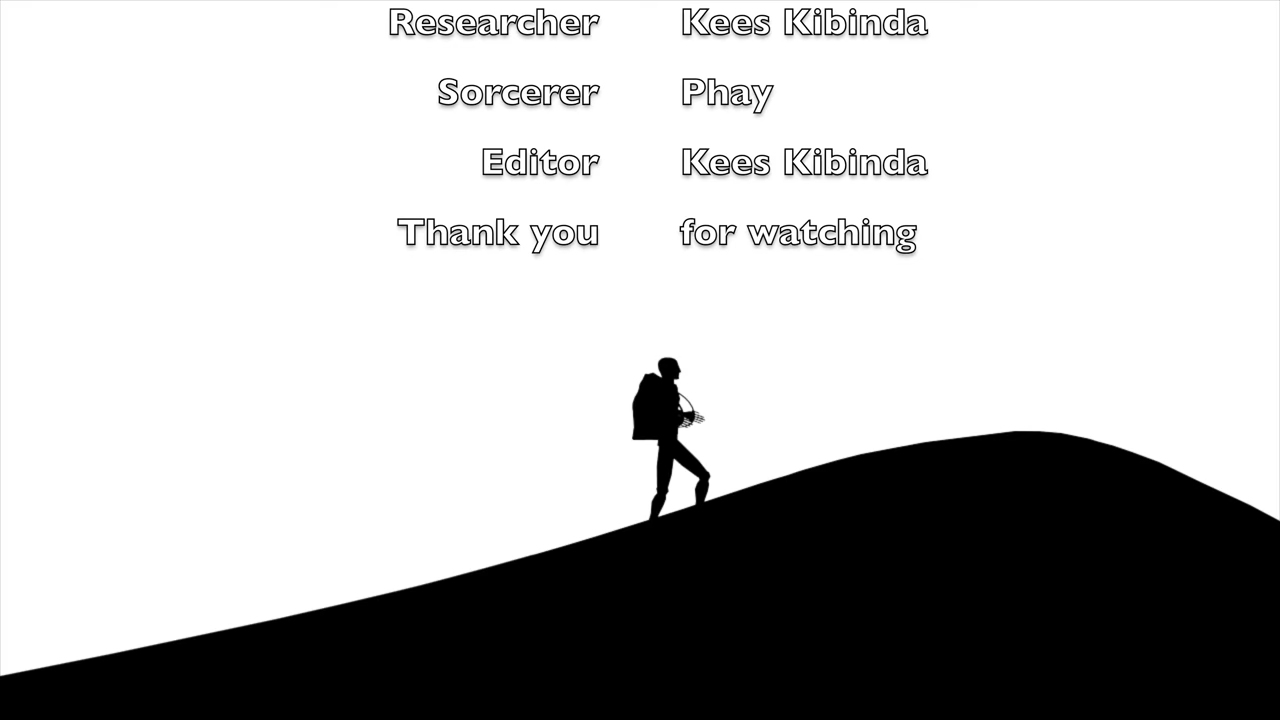 Researcher Kees Kibinda
Sorcerer Phay
Editor Kees Kibinda
Thank you for watching